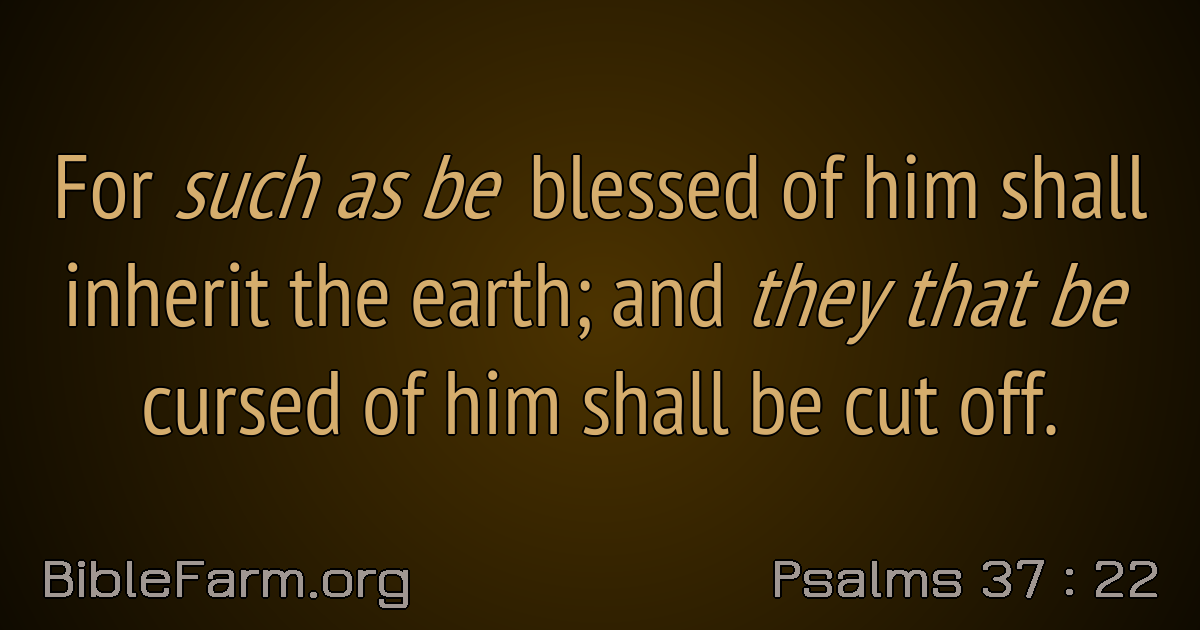 For such as be blessed of him shall
inherit the earth; and they that be
cursed of him shall be cut off.
BibleFarm.org
Psalms 37 : 22